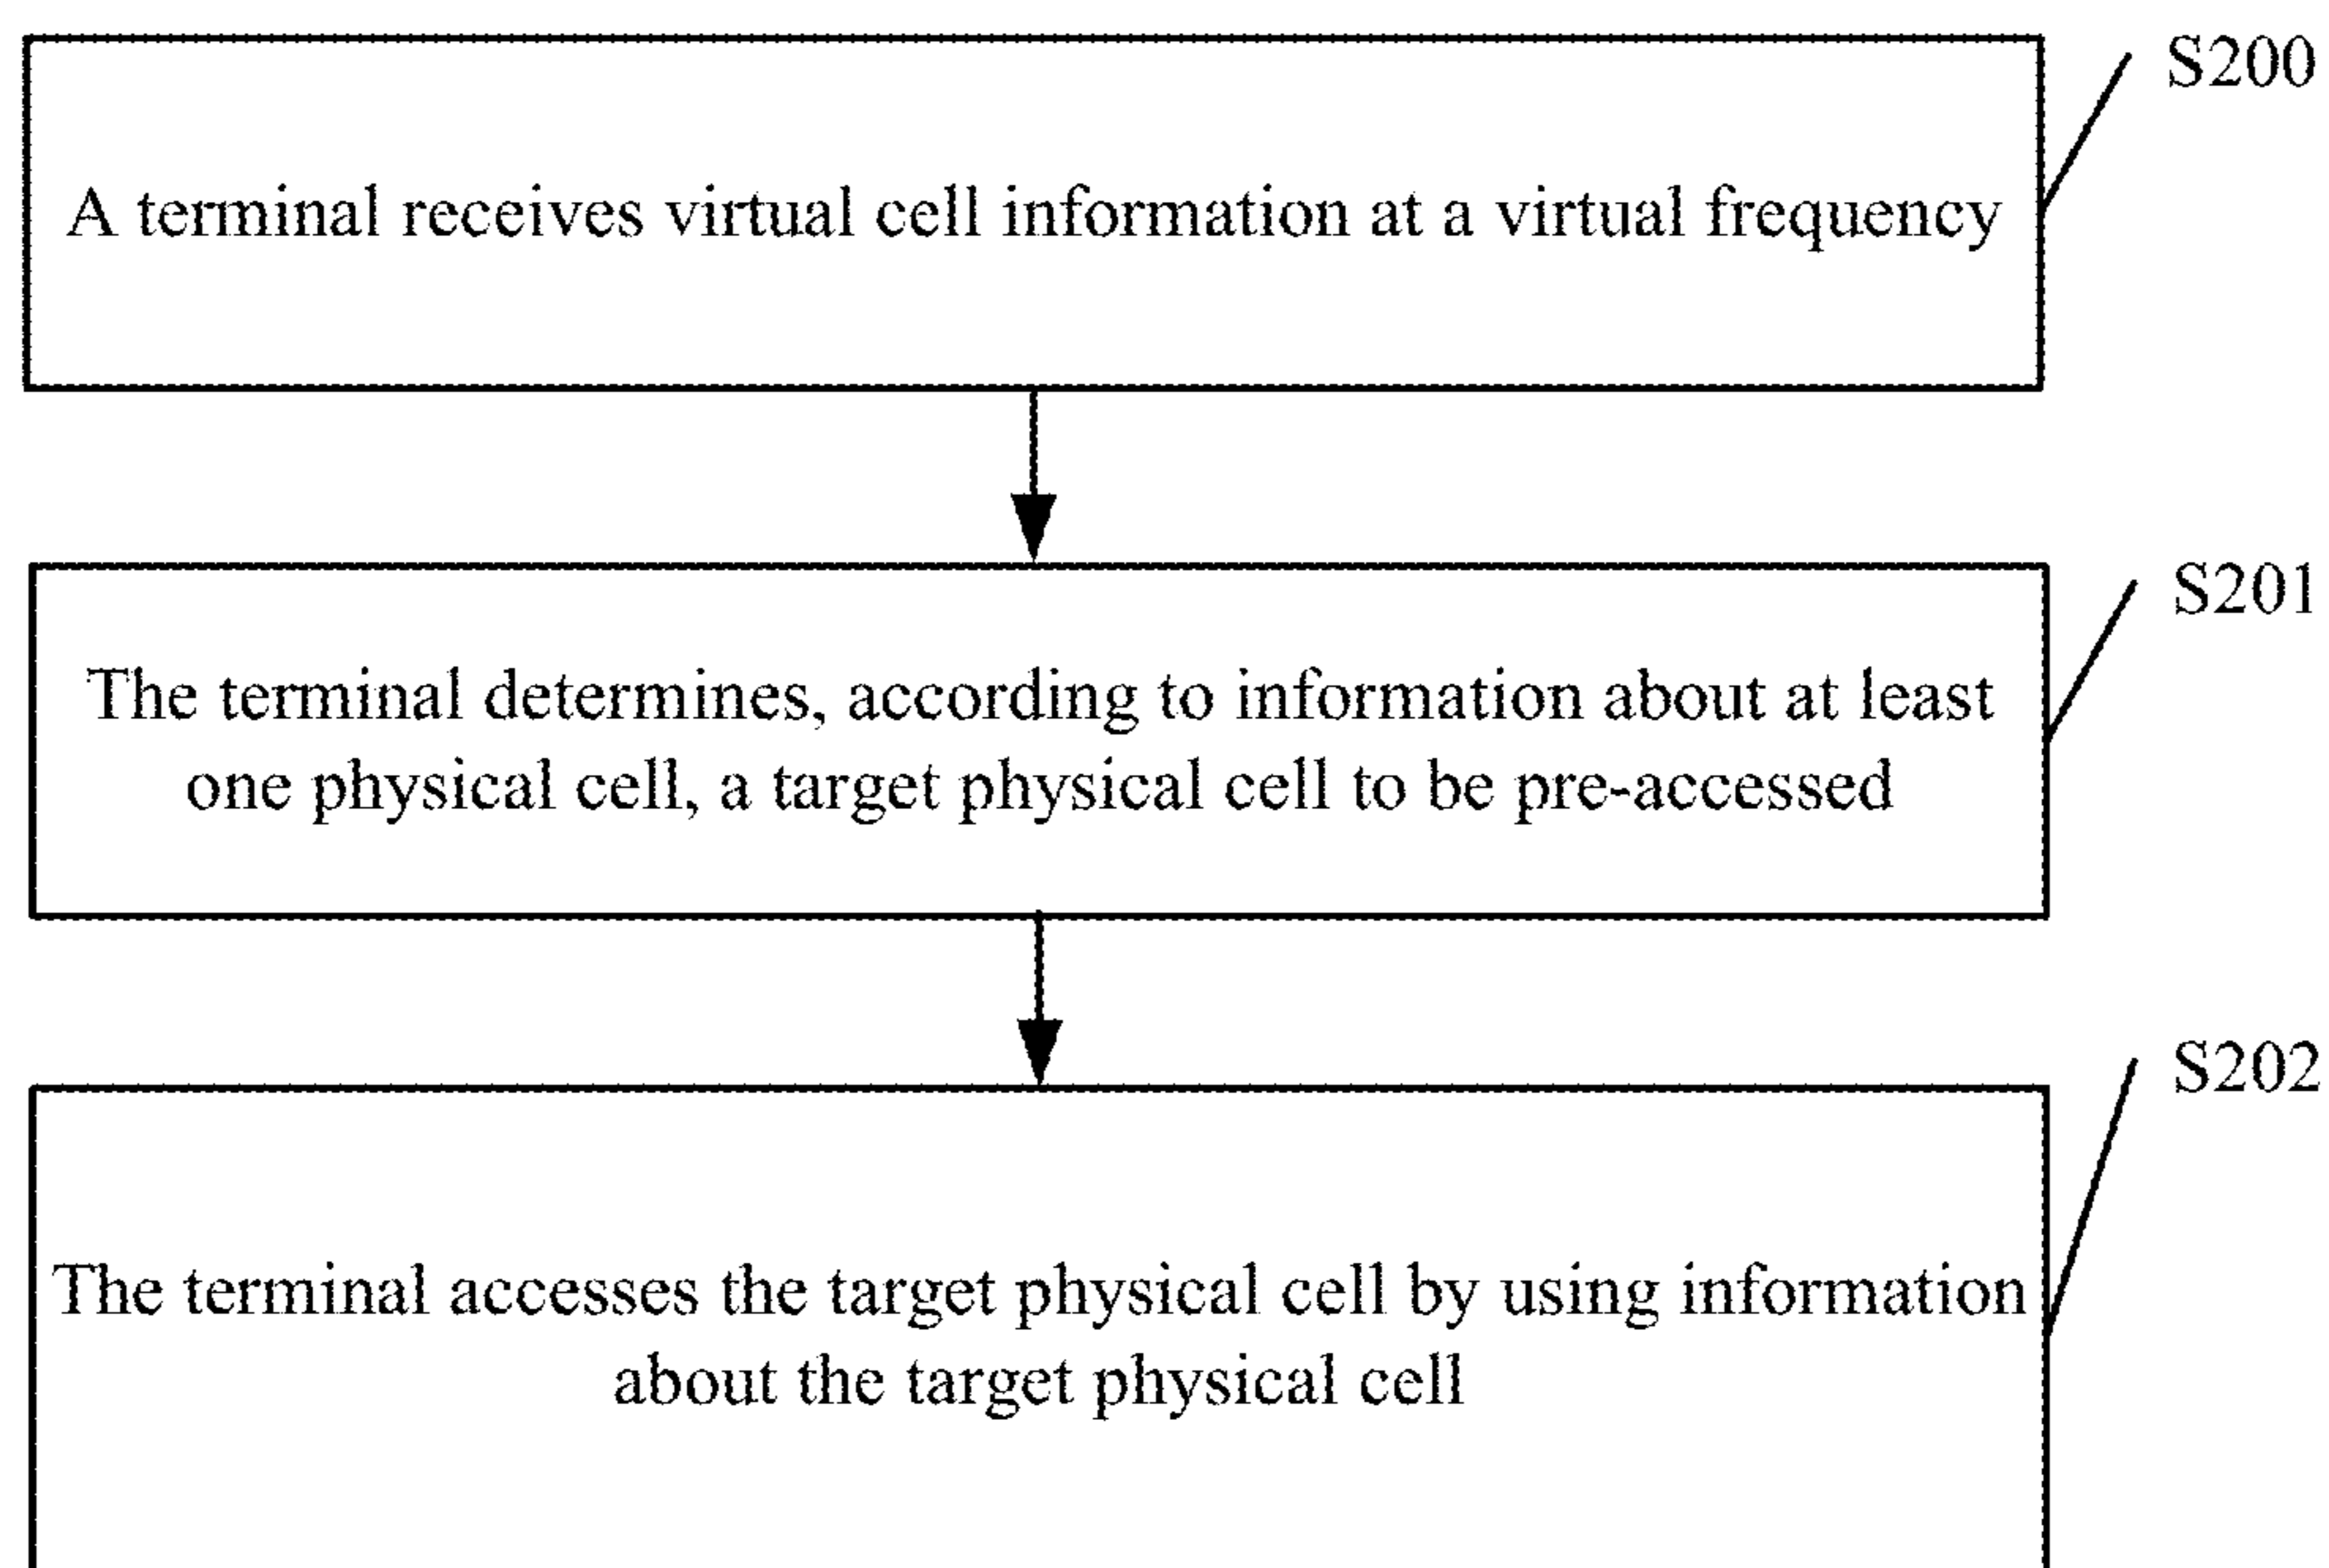 S200
A terminal receives virtual cell information at a virtual frequency
S201
The terminal determines, according to information about at least
one physical cell, a target physical cell to be pre-accessed
S202
The terminal accesses the target physical cell by using information
about the target physical cell